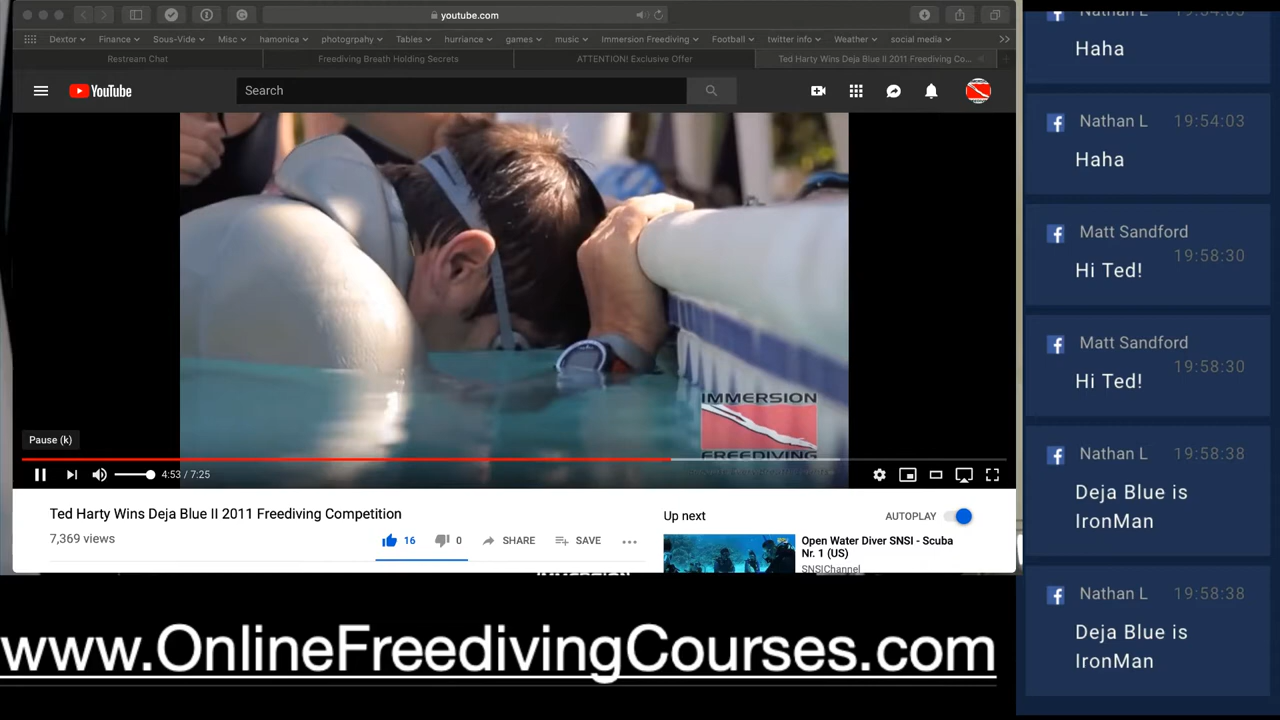 youtube.com
Dextor Finance Sous-Vide Misc hamonica photogrpahy Tables hurriance games music Immersion Freediving Football twitter info Weather social media
Restream Chat
Freediving Breath Holding Secrets
ATTENTION! Exclusive Offer
Ted Harty Wins Deja Blue II 2011 Freediving Co...
YouTube
Search
IMMERSION
FREEDIVING
Pause (k)
4:53 / 7:25
Ted Harty Wins Deja Blue II 2011 Freediving Competition
7,369 views
16
0
SHARE
SAVE
Up next
AUTOPLAY
Open Water Diver SNSI - Scuba
Nr. 1 (US)
SNSIChannel
www.OnlineFreedivingCourses.com
Nathan L 19:54:03
Haha
Nathan L 19:54:03
Haha
Matt Sandford
19:58:30
Hi Ted!
Matt Sandford
19:58:30
Hi Ted!
Nathan L 19:58:38
Deja Blue is
IronMan
Nathan L 19:58:38
Deja Blue is
IronMan